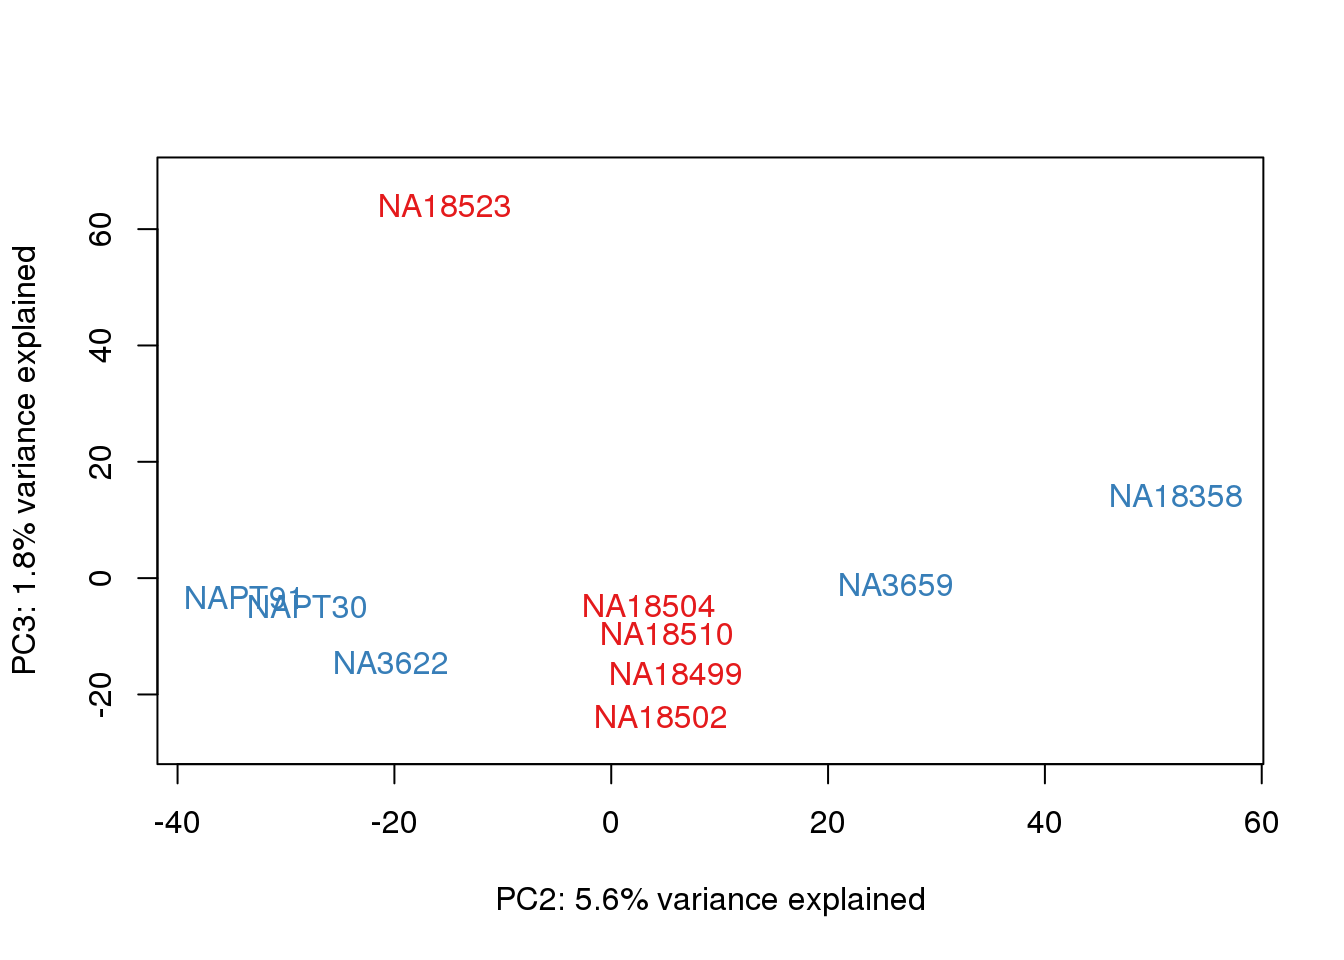 NA18523
60
40
20
0
-20
PC3: 1.8% variance explained
NA18358
NA3659
NAPT91
NAPT30
NA18504
NA18510
NA3622
NA18499
NA18502
-40 -20 0 20 40 60
PC2: 5.6% variance explained